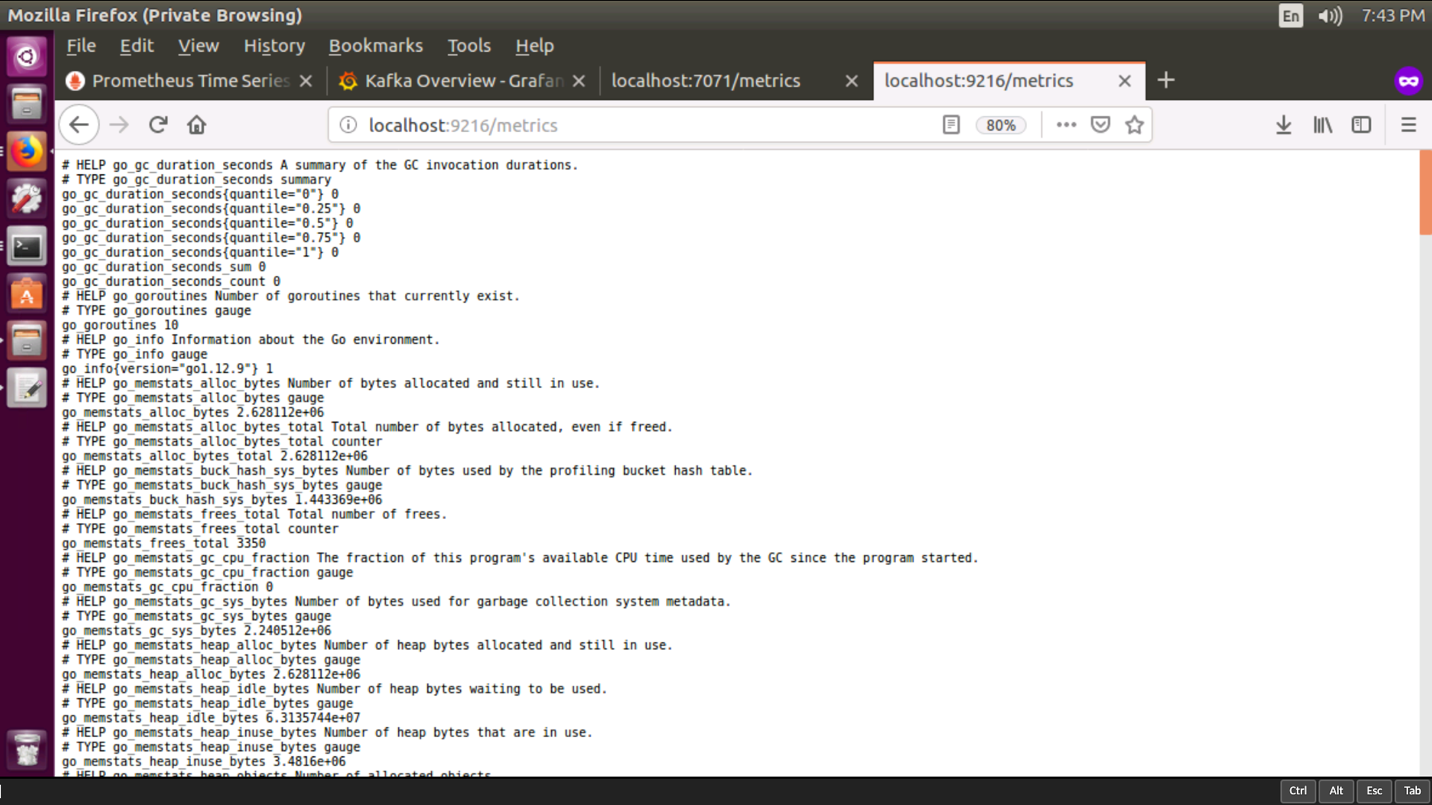 Mozilla Firefox (Private Browsing)
En
7:43 PM
File Edit View History Bookmarks Tools Help
Prometheus Time Series
Kafka Overview - Grafan
localhost:7071/metrics
localhost:9216/metrics
localhost:9216/metrics
80%
# HELP go_gc_duration_seconds A summary of the GC invocation durations.
# TYPE go_gc_duration_seconds summary
go_gc_duration_seconds{quantile="0"} 0
go_gc_duration_seconds{quantile="0.25"} 0
go_gc_duration_seconds{quantile="0.5"} 0
go_gc_duration_seconds{quantile="0.75"} 0
go_gc_duration_seconds{quantile="1"} 0
go_gc_duration_seconds_sum 0
go_gc_duration_seconds_count 0
# HELP go_goroutines Number of goroutines that currently exist.
# TYPE go_goroutines gauge
go_goroutines 10
# HELP go_info Information about the Go environment.
# TYPE go_info gauge
go_info{version="go1.12.9"} 1
# HELP go_memstats_alloc_bytes Number of bytes allocated and still in use.
# TYPE go_memstats_alloc_bytes gauge
go_memstats_alloc_bytes 2.628112e+06
# HELP go_memstats_alloc_bytes_total Total number of bytes allocated, even if freed.
# TYPE go_memstats_alloc_bytes_total counter
go_memstats_alloc_bytes_total 2.628112e+06
# HELP go_memstats_buck_hash_sys_bytes Number of bytes used by the profiling bucket hash table.
# TYPE go_memstats_buck_hash_sys_bytes gauge
go_memstats_buck_hash_sys_bytes 1.443369e+06
# HELP go_memstats_frees_total Total number of frees.
# TYPE go_memstats_frees_total counter
go_memstats_frees_total 3350
# HELP go_memstats_gc_cpu_fraction The fraction of this program's available CPU time used by the GC since the program started.
# TYPE go_memstats_gc_cpu_fraction gauge
go_memstats_gc_cpu_fraction 0
# HELP go_memstats_gc_sys_bytes Number of bytes used for garbage collection system metadata.
# TYPE go_memstats_gc_sys_bytes gauge
go_memstats_gc_sys_bytes 2.240512e+06
# HELP go_memstats_heap_alloc_bytes Number of heap bytes allocated and still in use.
# TYPE go_memstats_heap_alloc_bytes gauge
go_memstats_heap_alloc_bytes 2.628112e+06
# HELP go_memstats_heap_idle_bytes Number of heap bytes waiting to be used.
# TYPE go_memstats_heap_idle_bytes gauge
go_memstats_heap_idle_bytes 6.3135744e+07
# HELP go_memstats_heap_inuse_bytes Number of heap bytes that are in use.
# TYPE go_memstats_heap_inuse_bytes gauge
go_memstats_heap_inuse_bytes 3.4816e+06
# HELP go_memstats_heap_objects Number of allocated objects
Ctrl Alt Esc Tab